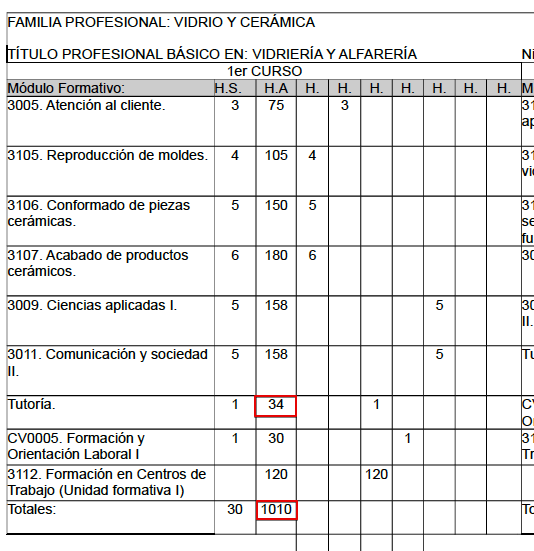 FAMILIA PROFESIONAL: VIDRIO Y CERÁMICA
TÍTULO PROFESIONAL BÁSICO EN: VIDRIERÍA Y ALFARERÍA Ni
1er CURSO
Módulo Formativo: H.S. H.A H. H. H. H. H. H. H. M
3005. Atención al cliente. 3 75 3 31
ap
3105. Reproducción de moldes. 4 105 4 31
vi
3106. Conformado de piezas 5 150 5 31
cerámicas. se
fu
3107. Acabado de productos 6 180 6 30
cerámicos.
3009. Ciencias aplicadas I. 5 158 5 30
II.
3011. Comunicación y sociedad 5 158 5 Tu
II.
Tutoría. 1 34 1 C
O
CV0005. Formación y 1 30 1 31
Orientación Laboral I Tr
3112. Formación en Centros de 120 120
Trabajo (Unidad formativa I)
Totales: 30 1010 To